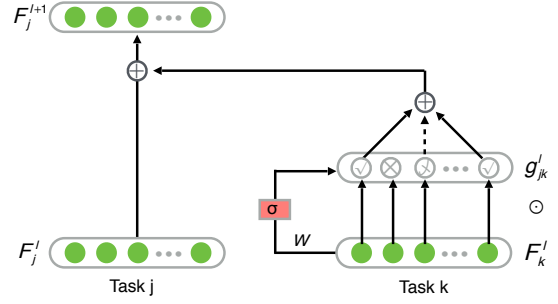 F_j^{l+1}
g_{jk}^l
σ
⊙
W
F_j^l
F_k^l
Task j
Task k